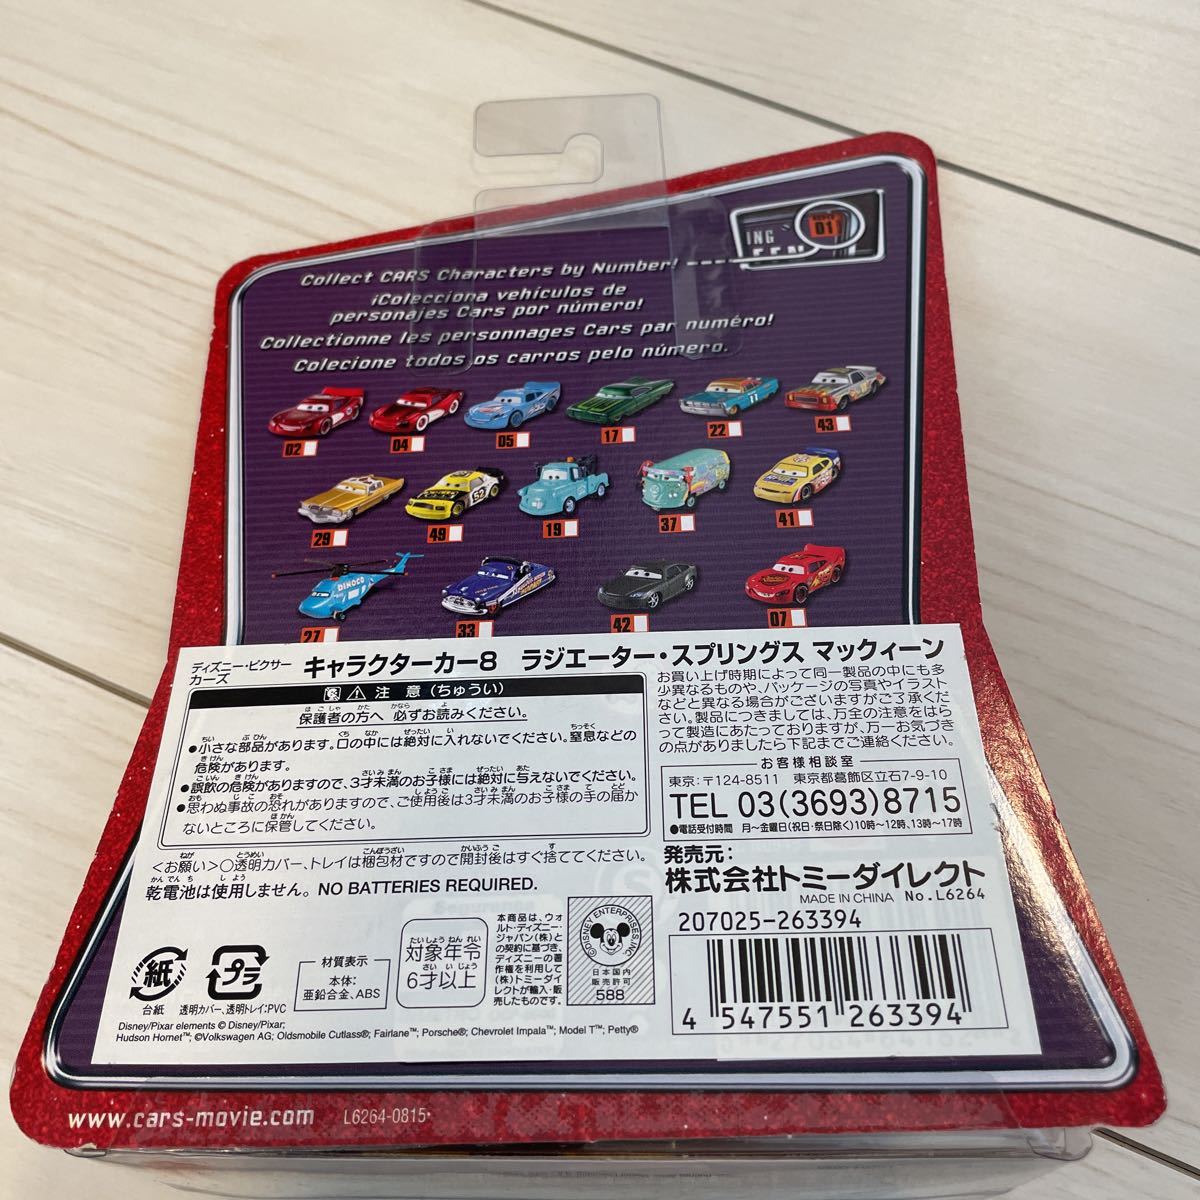 01
ING
Collect CARS Characters by Number!
¡Colecciona vehículos de
personajes Cars por número!
Collectionne les personnages Cars par numéro!
Colecione todos os carros pelo número.
02
04
05
17
22
43
29
49
19
37
41
DINOCO
27
33
42
07
ディズニー・ピクサー
カーズ
キャラクターカー8 ラジエーター・スプリングス マックィーン
注 意 (ちゅうい)
保護者の方へ 必ずお読みください。
●小さな部品があります。口の中には絶対に入れないでください。窒息などの
危険があります。
●誤飲の危険がありますので、3才未満のお子様には絶対に与えないでください。
●思わぬ事故の恐れがありますので、ご使用後は3才未満のお子様の手の届か
ないところに保管してください。
<お願い>○透明カバー、トレイは梱包材ですので開封後はすぐ捨ててください。
乾電池は使用しません。 NO BATTERIES REQUIRED.
お買い上げ時期によって同一製品の中にも多
少異なるものや、パッケージの写真やイラスト
などと異なる場合がございますがご了承くだ
さい。製品につきましては、万全の注意をはら
って製造にあたっておりますが、万一お気づき
の点がありましたら下記までご連絡ください。
お客様相談室
東京:〒124-8511 東京都葛飾区立石7-9-10
TEL 03(3693)8715
●電話受付時間 月〜金曜日(祝日・祭日除く)10時〜12時、13時〜17時
発売元:
株式会社トミーダイレクト
MADE IN CHINA No.L6264
207025-263394
4 547551 263394
紙
台紙
プラ
透明カバー、透明トレイ:PVC
材質表示
本体:
亜鉛合金、ABS
たいしょうねんれい
対象年令
さいいじょう
6才以上
本商品は、ウォ
ルト・ディズニー・
ジャパン(株)と
の契約に基づき、
ディズニーの著
作権を利用して
(株)トミーダイ
レクトが輸入・販
売したものです。
©DISNEY ENTERPRISES, INC.
日本国内
販売許可
588
Disney/Pixar elements © Disney/Pixar;
Hudson Hornet™; ©Volkswagen AG; Oldsmobile Cutlass®; Fairlane™; Porsche®; Chevrolet Impala™; Model T™; Petty®
www.cars-movie.com
L6264-0815